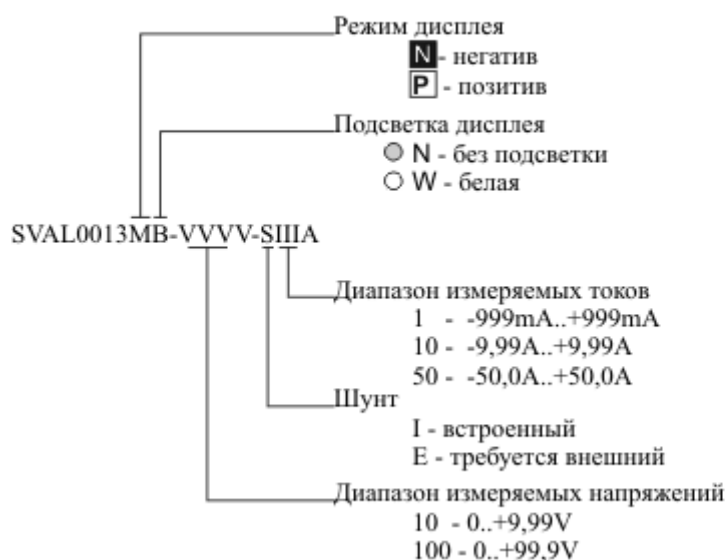 Режим дисплея
N - негатив
P - позитив
Подсветка дисплея
N - без подсветки
W - белая
SVAL0013MB-VVVV-SIIIA
Диапазон измеряемых токов
1 - -999mA..+999mA
10 - -9,99A..+9,99A
50 - -50,0A..+50,0A
Шунт
I - встроенный
E - требуется внешний
Диапазон измеряемых напряжений
10 - 0..+9,99V
100 - 0..+99,9V